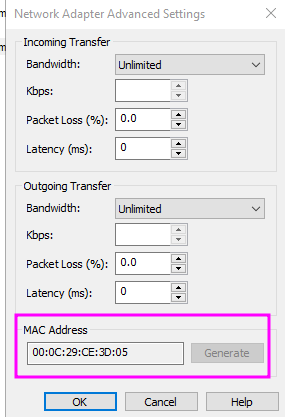 Network Adapter Advanced Settings
Incoming Transfer
Bandwidth: Unlimited
Kbps:
Packet Loss (%): 0.0
Latency (ms): 0
Outgoing Transfer
Bandwidth: Unlimited
Kbps:
Packet Loss (%): 0.0
Latency (ms): 0
MAC Address
00:0C:29:CE:3D:05 Generate
OK Cancel Help